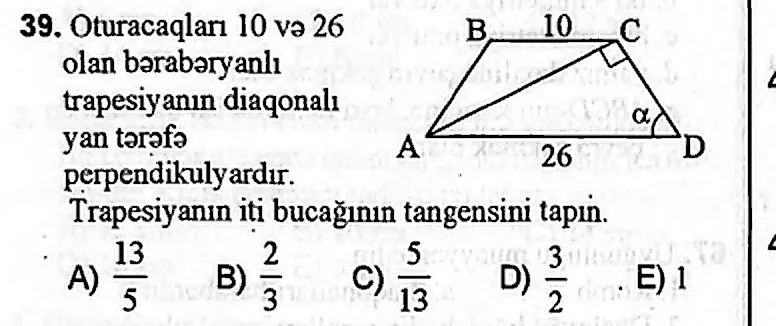 39. Oturacaqları 10 və 26
olan bərabəryanlı
trapesiyanın diaqonalı
yan tərəfə
perpendikulyardır.
B 10 C
α
A 26 D
Trapesiyanın iti bucağının tangensini tapın.
A) 13/5 B) 2/3 C) 5/13 D) 3/2 E) 1